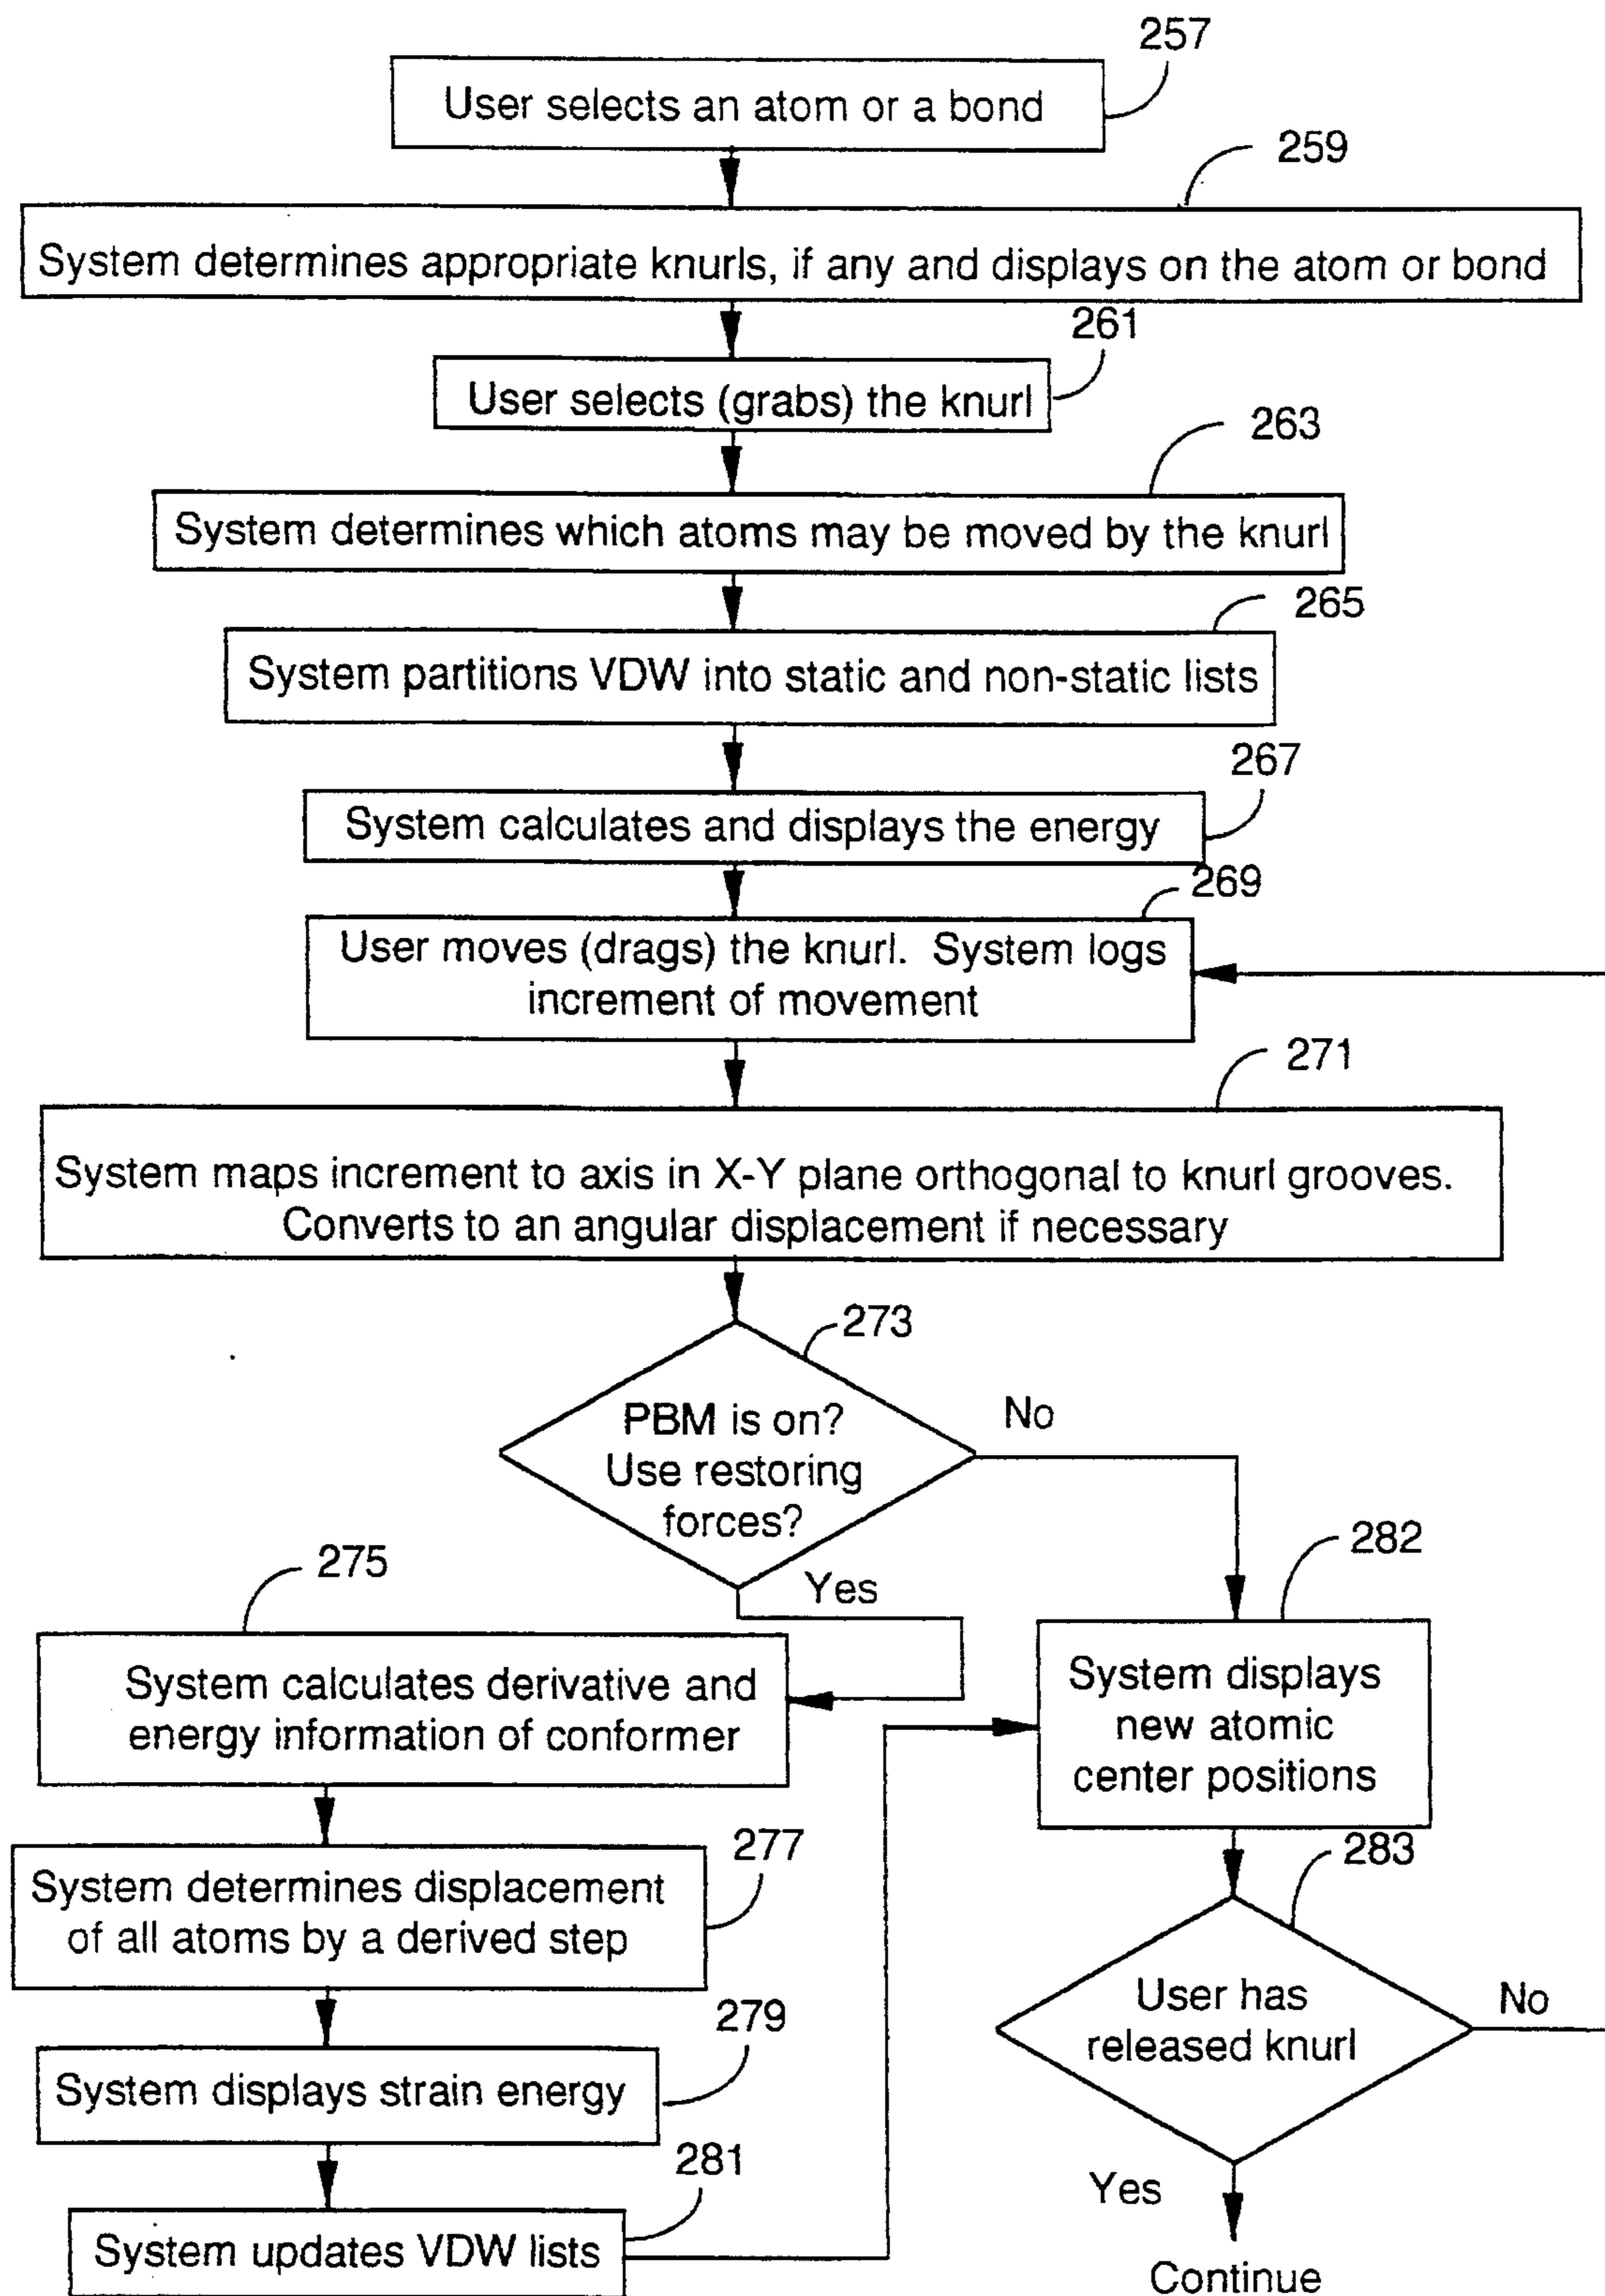 257
User selects an atom or a bond
259
System determines appropriate knurls, if any and displays on the atom or bond
261
User selects (grabs) the knurl
263
System determines which atoms may be moved by the knurl
265
System partitions VDW into static and non-static lists
267
System calculates and displays the energy
269
User moves (drags) the knurl. System logs
increment of movement
271
System maps increment to axis in X-Y plane orthogonal to knurl grooves.
Converts to an angular displacement if necessary
273
PBM is on?
Use restoring
forces?
No
Yes
275
System calculates derivative and
energy information of conformer
282
System displays
new atomic
center positions
277
System determines displacement
of all atoms by a derived step
283
User has
released knurl
No
279
System displays strain energy
281
System updates VDW lists
Yes
Continue